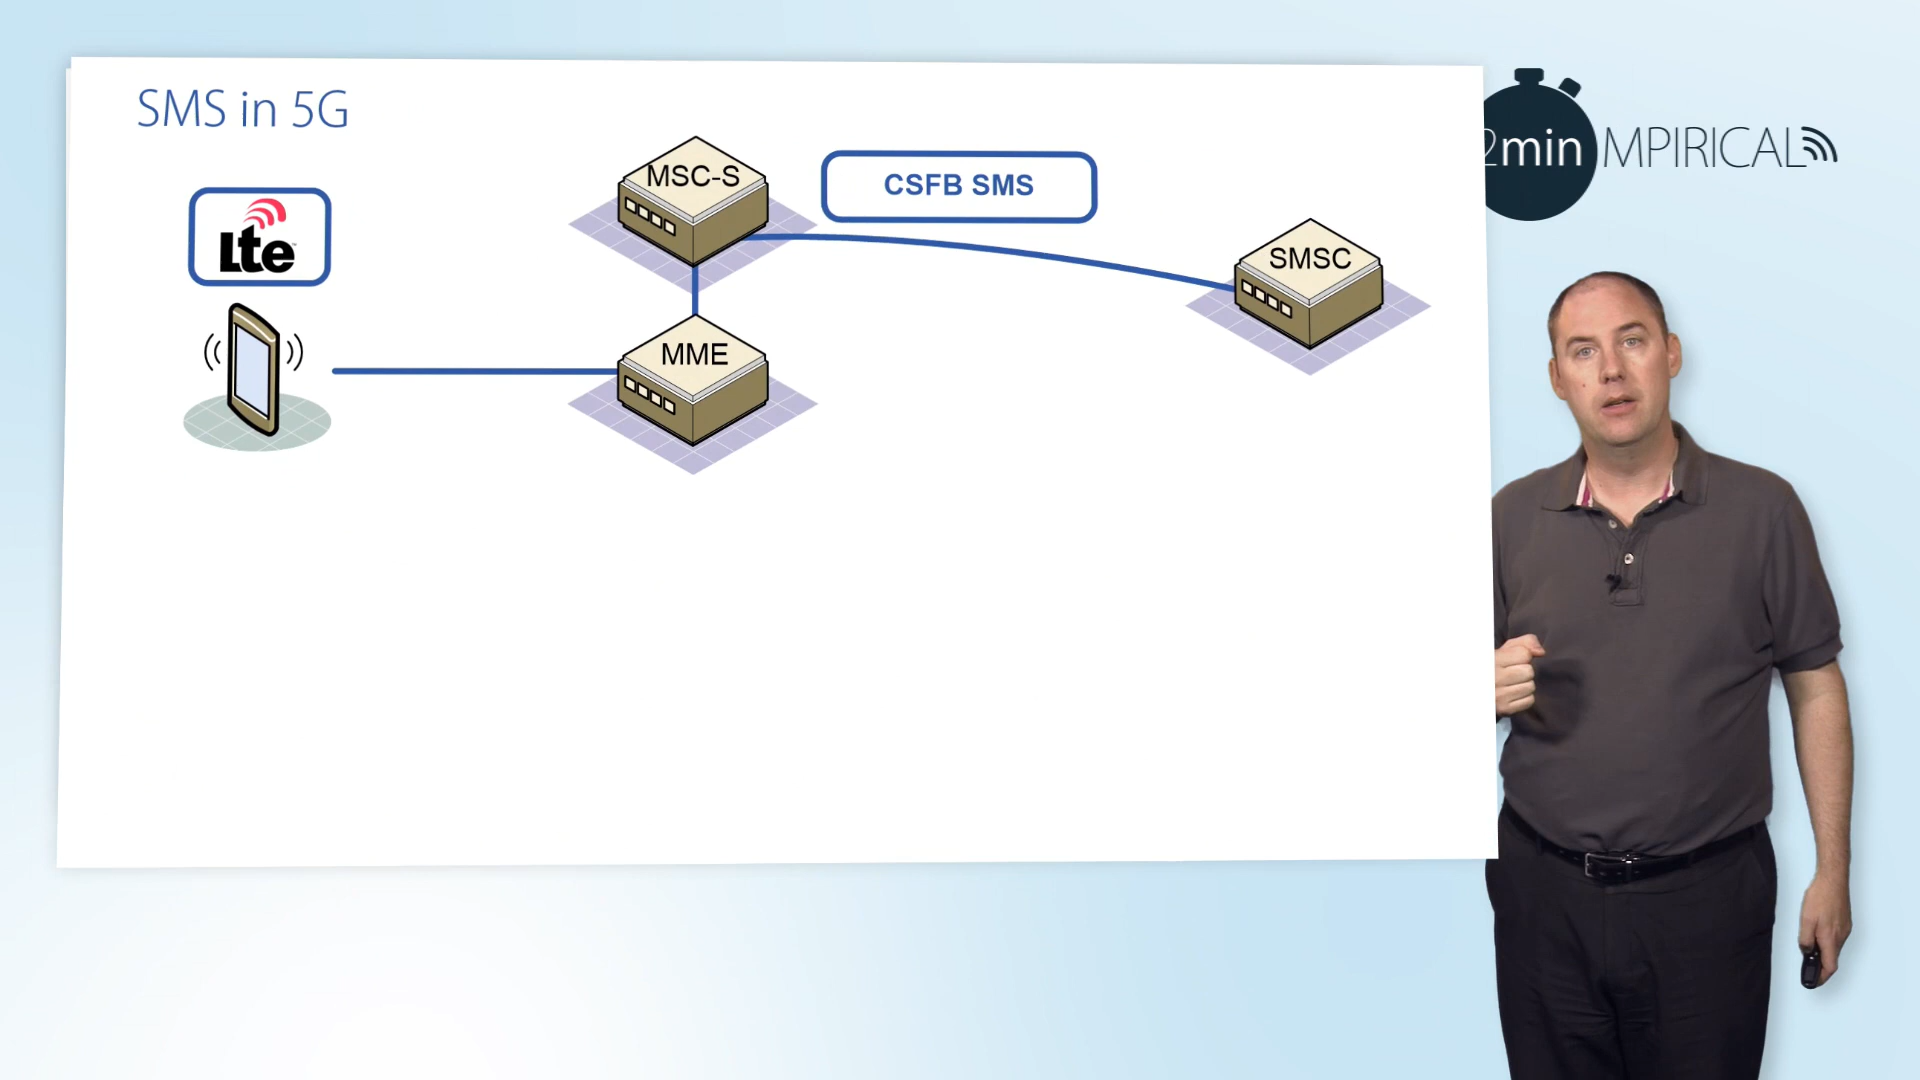 SMS in 5G
MSC-S
CSFB SMS
2min MPIRICAL
Lte
SMSC
MME